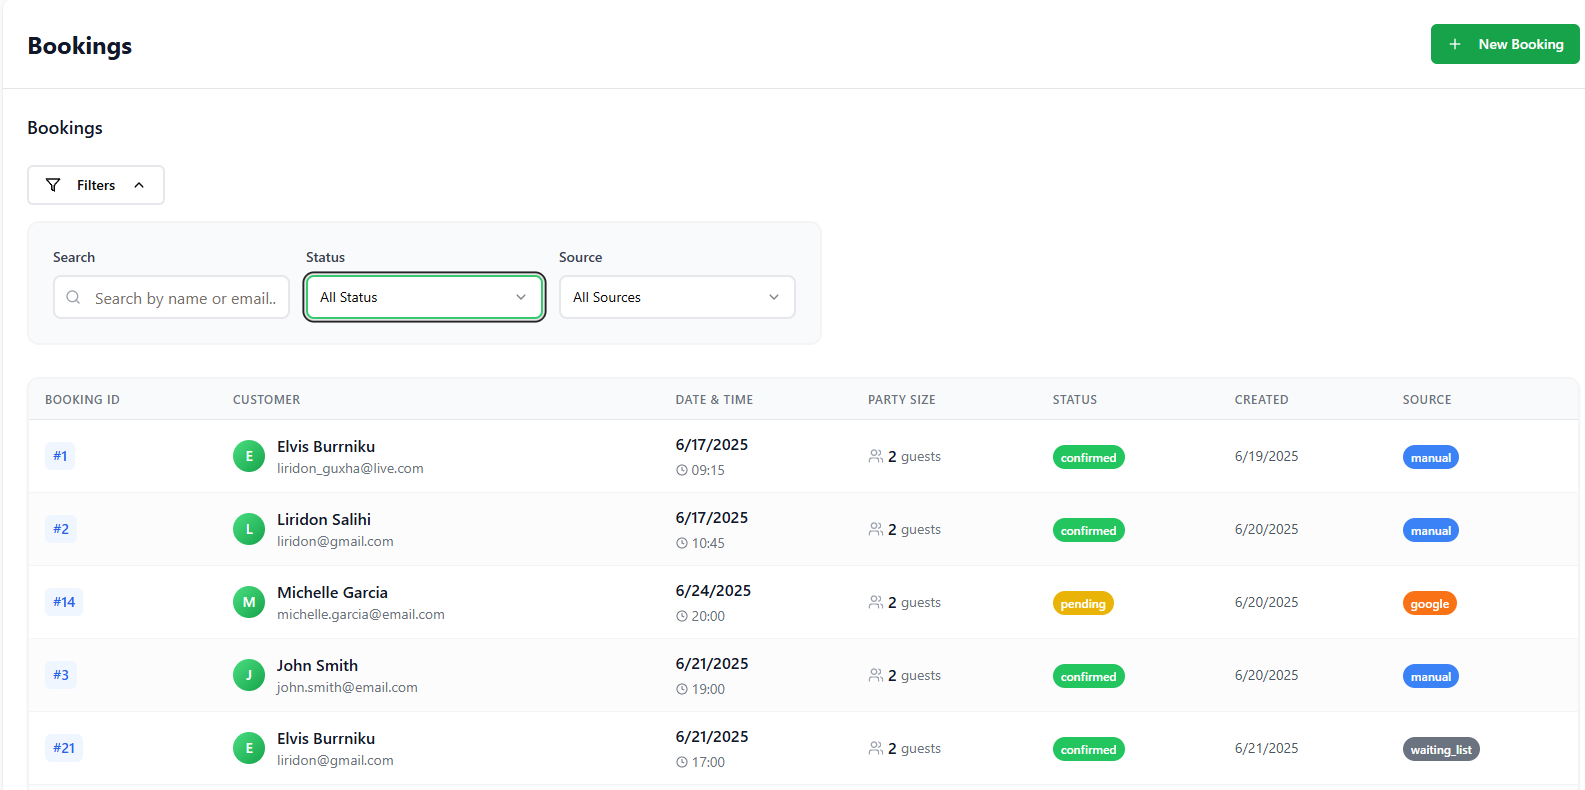 Bookings
+ New Booking
Bookings
Filters
Search Status Source
Search by name or email.. All Status All Sources
BOOKING ID CUSTOMER DATE & TIME PARTY SIZE STATUS CREATED SOURCE
#1 E Elvis Burrniku liridon_guxha@live.com 6/17/2025 09:15 2 guests confirmed 6/19/2025 manual
#2 L Liridon Salihi liridon@gmail.com 6/17/2025 10:45 2 guests confirmed 6/20/2025 manual
#14 M Michelle Garcia michelle.garcia@email.com 6/24/2025 20:00 2 guests pending 6/20/2025 google
#3 J John Smith john.smith@email.com 6/21/2025 19:00 2 guests confirmed 6/20/2025 manual
#21 E Elvis Burrniku liridon@gmail.com 6/21/2025 17:00 2 guests confirmed 6/21/2025 waiting_list